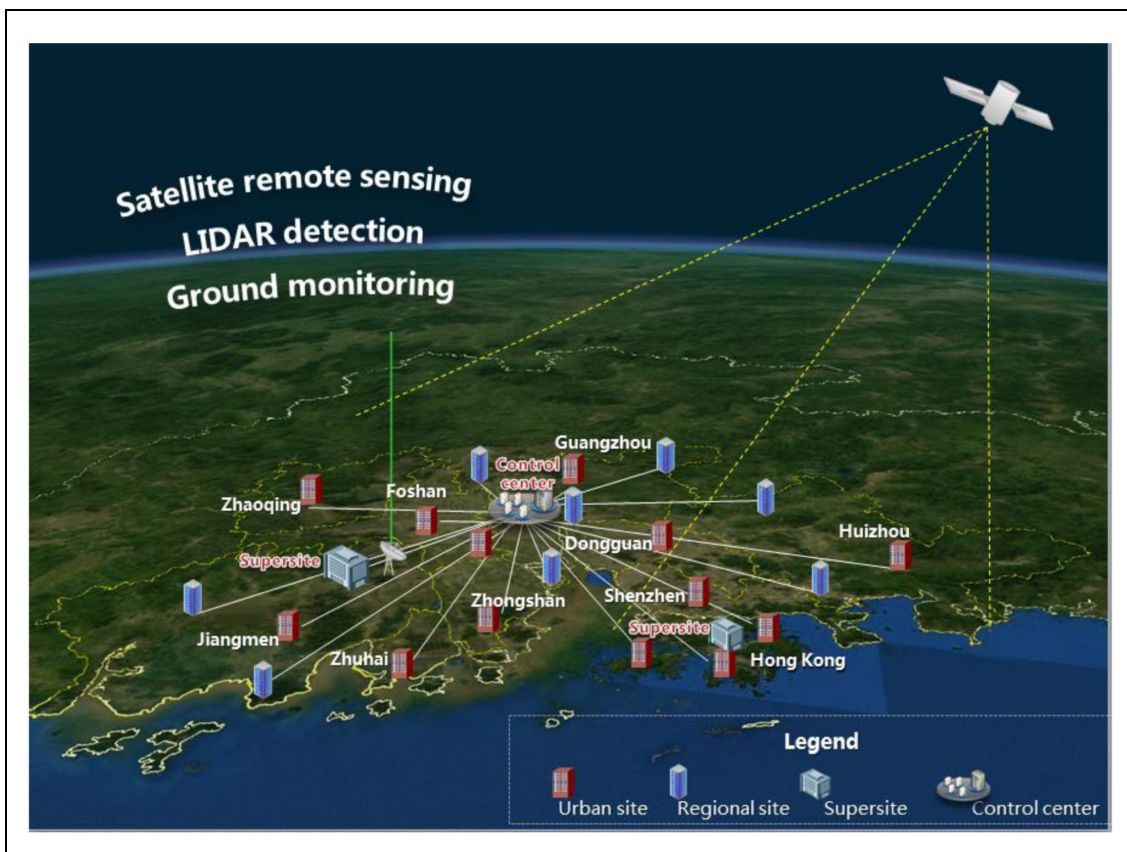 Satellite remote sensing
LIDAR detection
Ground monitoring
Guangzhou
Control
center
Foshan
Zhaoqing
Huizhou
Dongguan
Supersite
Zhongshan
Shenzhen
Supersite
Jiangmen
Zhuhai
Hong Kong
Legend
Urban site
Regional site
Supersite
Control center